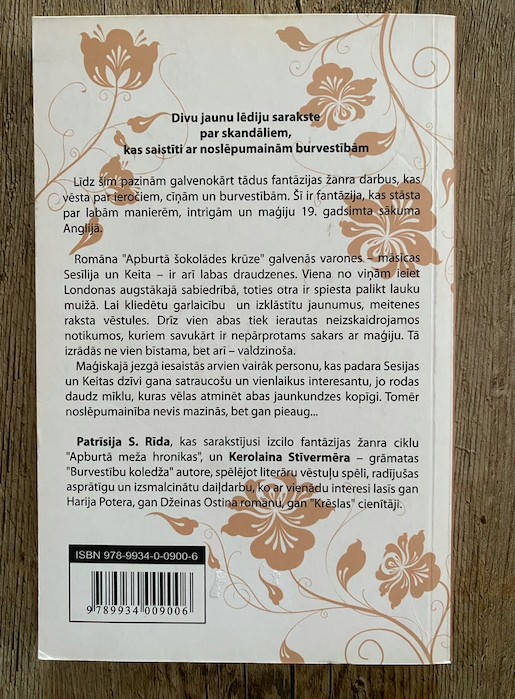 Divu jaunu lēdiju sarakste
par skandāliem,
kas saistīti ar noslēpumainām burvestībām
Līdz šim pazinām galvenokārt tādus fantāzijas žanra darbus, kas
vēsta par ieročiem, cīņām un burvestībām. Šī ir fantāzija, kas stāsta
par labām manierēm, intrigām un maģiju 19. gadsimta sākuma
Anglijā.
Romāna "Apburtā šokolādes krūze" galvenās varones – māsīcas
Sesīlija un Keita – ir arī labas draudzenes. Viena no viņām ieiet
Londonas augstākajā sabiedrībā, toties otra ir spiesta palikt lauku
muižā. Lai kliedētu garlaicību un izklāstītu jaunumus, meitenes
raksta vēstules. Drīz vien abas tiek ierautas neizskaidrojamos
notikumos, kuriem savukārt ir nepārprotams sakars ar maģiju. Tā
izrādās ne vien bīstama, bet arī – valdzinoša.
Maģiskajā jezgā iesaistās arvien vairāk personu, kas padara Sesijas
un Keitas dzīvi gana satraucošu un vienlaikus interesantu, jo rodas
daudz mīklu, kuras vēlas atminēt abas jaunkundzes kopīgi. Tomēr
noslēpumainība nevis mazinās, bet gan pieaug...
Patrīsija S. Rīda, kas sarakstījusi izcilo fantāzijas žanra ciklu
"Apburtā meža hronikas", un Kerolaina Stīvermēra – grāmatas
"Burvestību koledža" autore, spēlējot literāru vēstuļu spēli, radījušas
asprātīgu un izsmalcinātu daiļdarbu, ko ar vienādu interesi lasīs gan
Harija Potera, gan Džeinas Ostinas romānu, gan "Krēslas" cienītāji.
ISBN 978-9934-0-0900-6
9 789934 009006